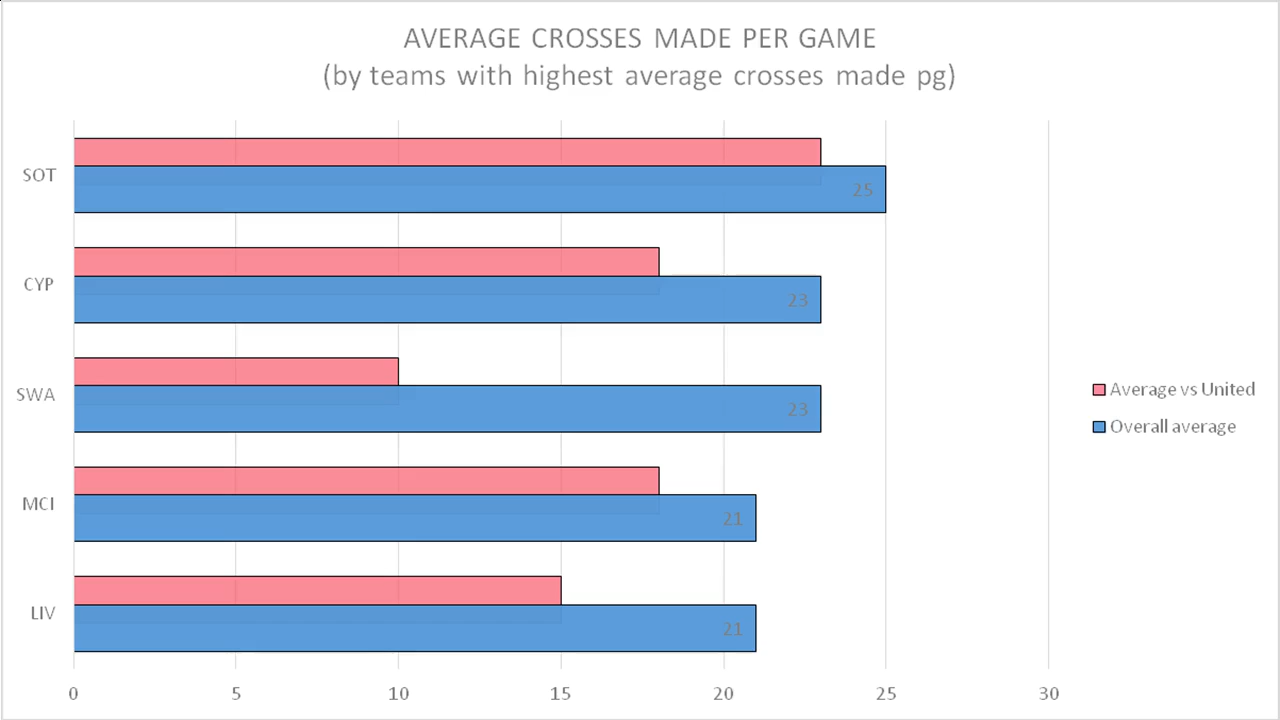 AVERAGE CROSSES MADE PER GAME
(by teams with highest average crosses made pg)
SOT
25
CYP
23
SWA
23
Average vs United
Overall average
MCI
21
LIV
21
0 5 10 15 20 25 30